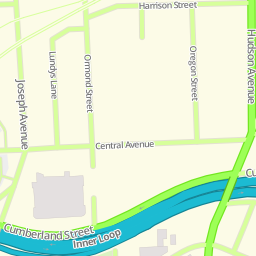 Harrison Street
Hudson Avenue
Ormond Street
Lundys Lane
Oregon Street
Joseph Avenue
Central Avenue
Cumberland Street
Inner Loop